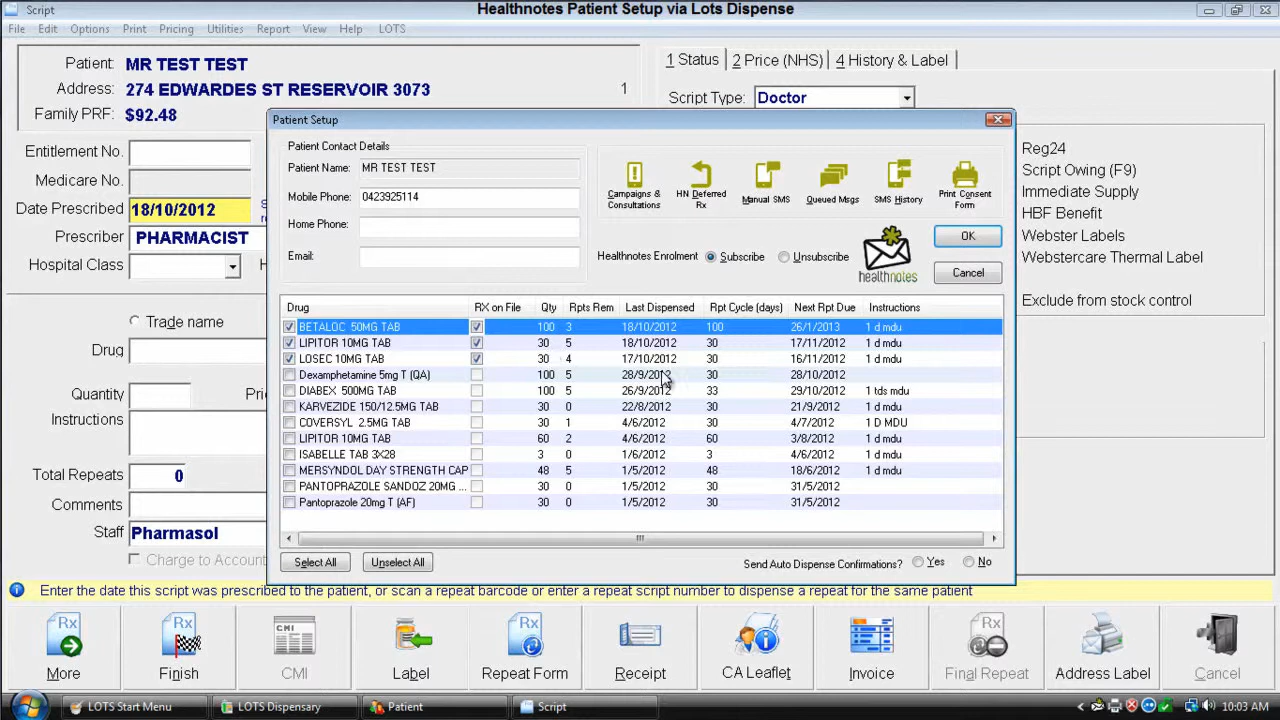 Script
Healthnotes Patient Setup via Lots Dispense
File Edit Options Print Pricing Utilities Report View Help LOTS
Patient: MR TEST TEST
Address: 274 EDWARDES ST RESERVOIR 3073 1
Family PRF: $92.48
1 Status 2 Price (NHS) 4 History & Label
Script Type: Doctor
Entitlement No.
Medicare No.
Date Prescribed 18/10/2012
Prescriber PHARMACIST
Hospital Class
Trade name
Drug
Quantity
Instructions
Total Repeats 0
Comments
Staff Pharmasol
Charge to Account
Reg24
Script Owing (F9)
Immediate Supply
HBF Benefit
Webster Labels
Webstercare Thermal Label
Exclude from stock control
Patient Setup
Patient Contact Details
Patient Name: MR TEST TEST
Mobile Phone: 0423925114
Home Phone:
Email:
Campaigns & Consultations
HN Deferred Rx
Manual SMS
Queued Msgs
SMS History
Print Consent Form
Healthnotes Enrolment Subscribe Unsubscribe
healthnotes
OK
Cancel
Drug RX on File Qty Rpts Rem Last Dispensed Rpt Cycle (days) Next Rpt Due Instructions
BETALOC 50MG TAB 100 3 18/10/2012 100 26/1/2013 1 d mdu
LIPITOR 10MG TAB 30 5 18/10/2012 30 17/11/2012 1 d mdu
LOSEC 10MG TAB 30 4 17/10/2012 30 16/11/2012 1 d mdu
Dexamphetamine 5mg T (QA) 100 5 28/9/2012 30 28/10/2012
DIABEX 500MG TAB 100 5 26/9/2012 33 29/10/2012 1 tds mdu
KARVEZIDE 150/12.5MG TAB 30 0 22/8/2012 30 21/9/2012 1 d mdu
COVERSYL 2.5MG TAB 30 1 4/6/2012 30 4/7/2012 1 D MDU
LIPITOR 10MG TAB 60 2 4/6/2012 60 3/8/2012 1 d mdu
ISABELLE TAB 3X28 3 0 1/6/2012 3 4/6/2012 1 d mdu
MERSYNDOL DAY STRENGTH CAP 48 5 1/5/2012 48 18/6/2012 1 d mdu
PANTOPRAZOLE SANDOZ 20MG ... 30 0 1/5/2012 30 31/5/2012
Pantoprazole 20mg T (AF) 30 0 1/5/2012 30 31/5/2012
Select All Unselect All Send Auto Dispense Confirmations? Yes No
Enter the date this script was prescribed to the patient, or scan a repeat barcode or enter a repeat script number to dispense a repeat for the same patient
More Finish CMI Label Repeat Form Receipt CA Leaflet Invoice Final Repeat Address Label Cancel
LOTS Start Menu LOTS Dispensary Patient Script 10:03 AM